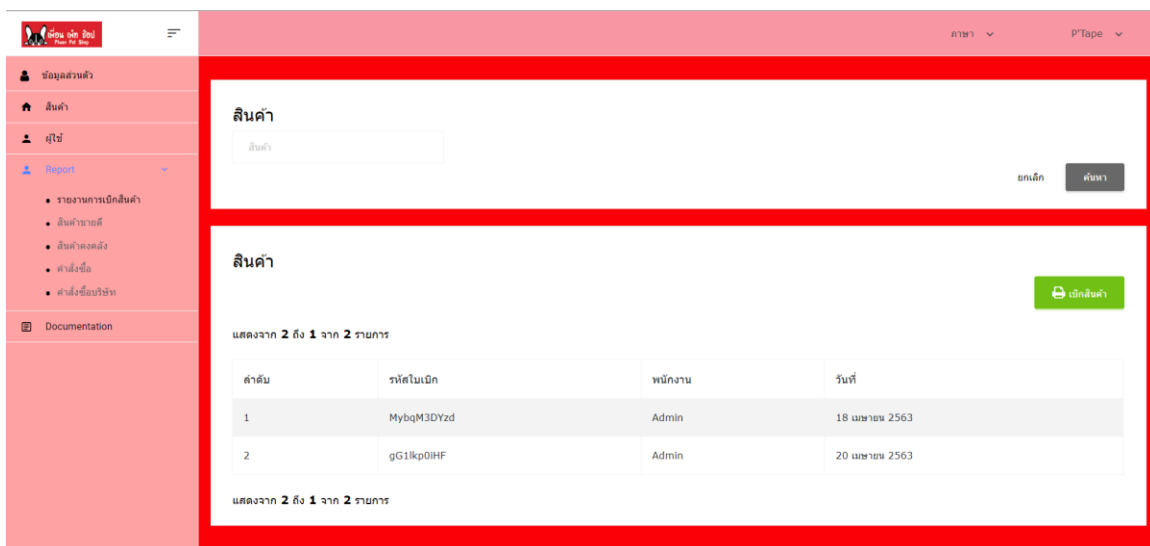 เพื่อน เพ็ท ช็อป
Phuen Pet Shop
ภาษา
P'Tape
ข้อมูลส่วนตัว
สินค้า
ผู้ใช้
Report
รายงานการเบิกสินค้า
สินค้าขายดี
สินค้าคงคลัง
คำสั่งซื้อ
คำสั่งซื้อบริษัท
Documentation
สินค้า
สินค้า
ยกเลิก
ค้นหา
สินค้า
เบิกสินค้า
แสดงจาก 2 ถึง 1 จาก 2 รายการ
ลำดับ รหัสใบเบิก พนักงาน วันที่
1 MybqM3DYzd Admin 18 เมษายน 2563
2 gG1lkp0iHF Admin 20 เมษายน 2563
แสดงจาก 2 ถึง 1 จาก 2 รายการ